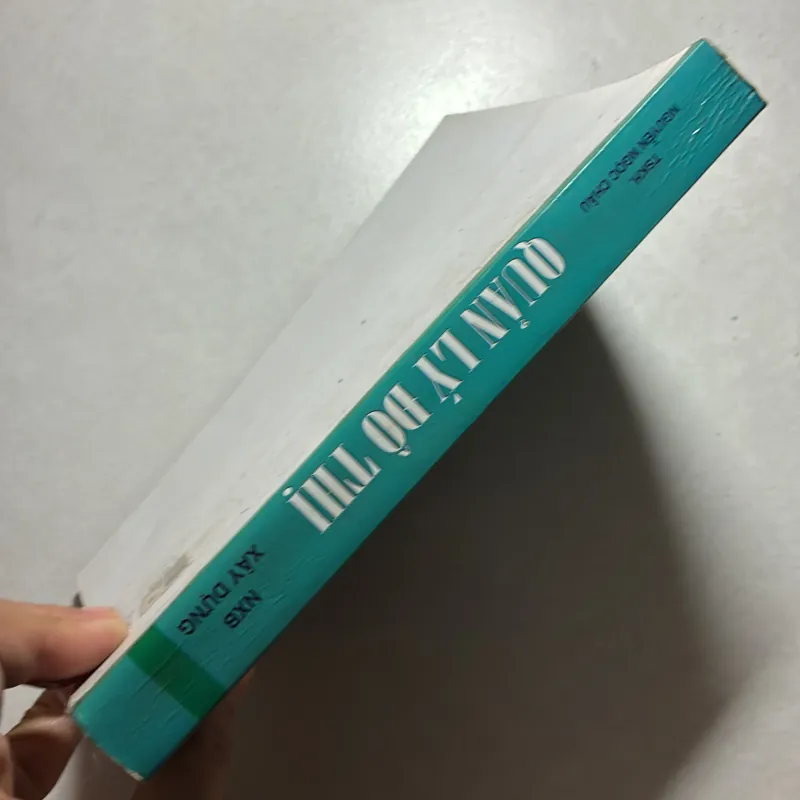 TSKH.
NGUYỄN NGỌC CHÂU
QUẢN LÝ ĐÔ THỊ
NXB
XÂY DỰNG